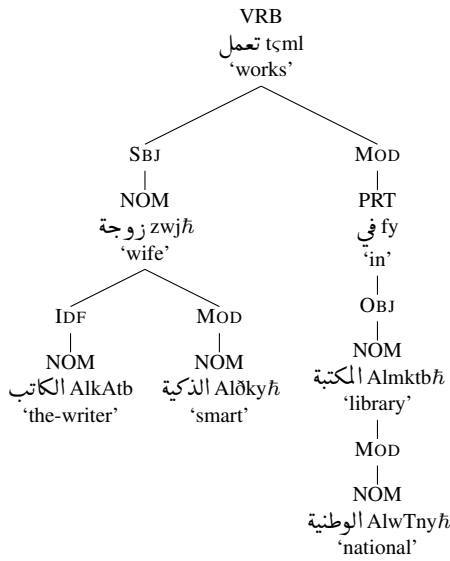 VRB
تعمل tςml
‘works’
SBJ MOD
NOM PRT
زوجة zwjħ في fy
‘wife’ ‘in’
IDF MOD OBJ
NOM NOM NOM
الكاتب AlkAtb الذكية Alðkyħ المكتبة Almktbħ
‘the-writer’ ‘smart’ ‘library’
MOD
NOM
الوطنية AlwTnyħ
‘national’